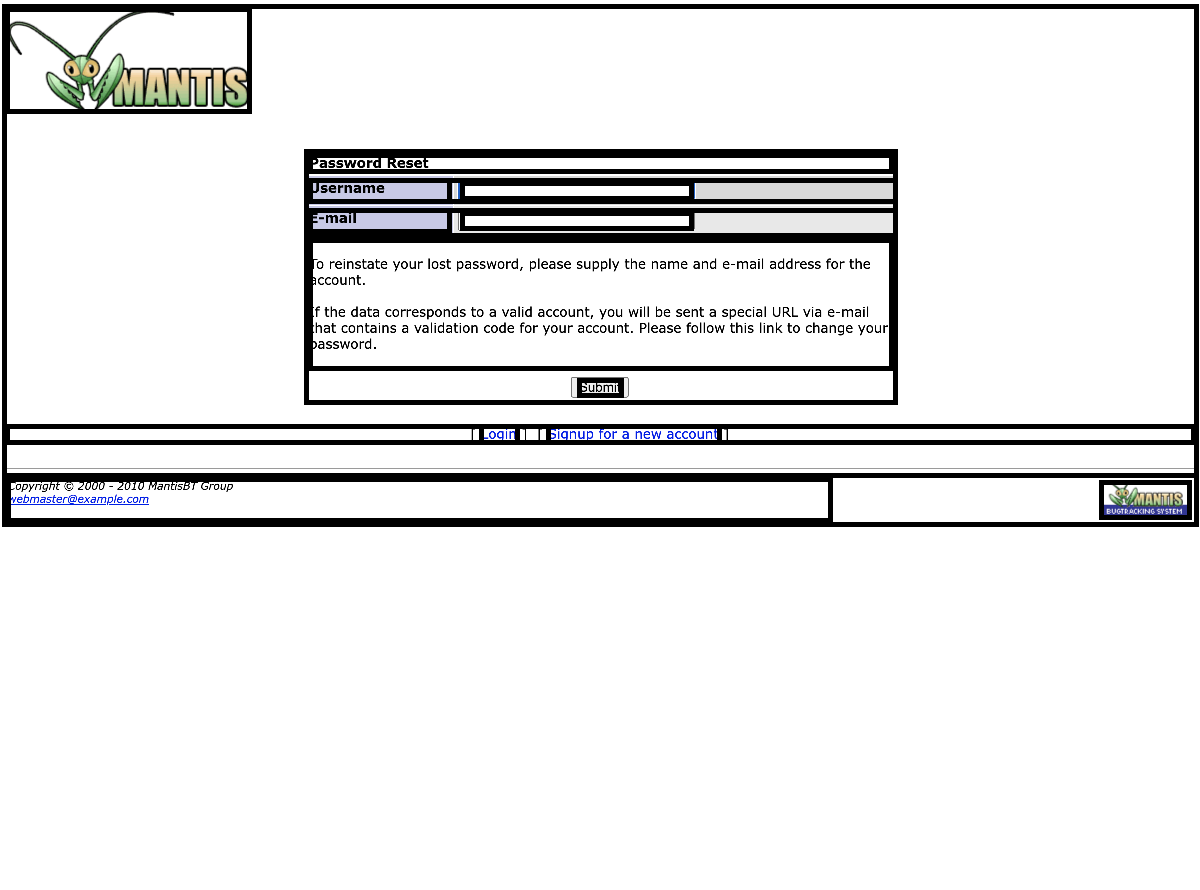 MANTIS
Password Reset
Username
E-mail
To reinstate your lost password, please supply the name and e-mail address for the
account.
If the data corresponds to a valid account, you will be sent a special URL via e-mail
that contains a validation code for your account. Please follow this link to change your
password.
Submit
[ Login ] [ Signup for a new account ]
Copyright © 2000 - 2010 MantisBT Group
webmaster@example.com
MANTIS
BUGTRACKING SYSTEM